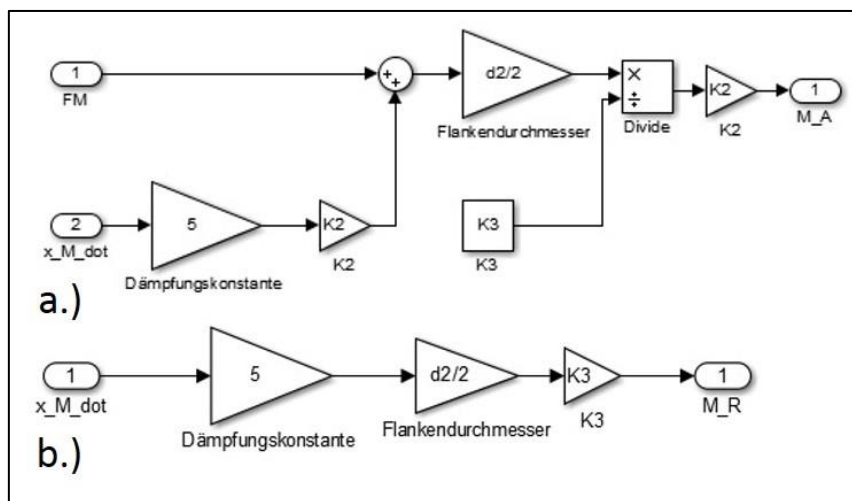 1
FM
+
+
d2/2
Flankendurchmesser
×
÷
Divide
K2
K2
1
M_A
2
x_M_dot
5
Dämpfungskonstante
K2
K2
K3
K3
a.)
1
x_M_dot
5
Dämpfungskonstante
d2/2
Flankendurchmesser
K3
K3
1
M_R
b.)